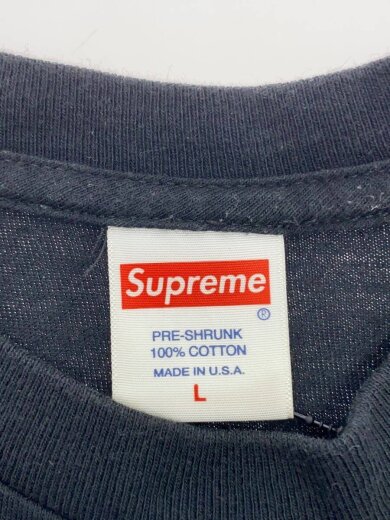 Supreme
®
PRE-SHRUNK
100% COTTON
MADE IN U.S.A.
L